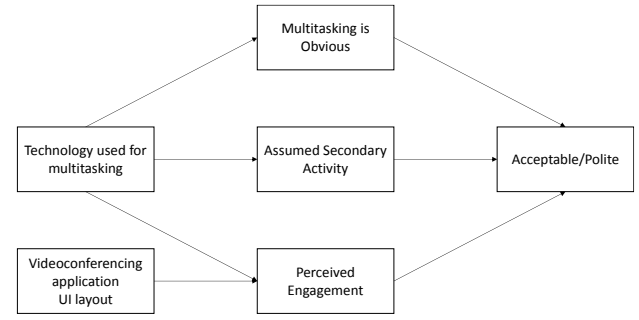 Multitasking is
Obvious
Technology used for
multitasking
Assumed Secondary
Activity
Acceptable/Polite
Videoconferencing
application
UI layout
Perceived
Engagement